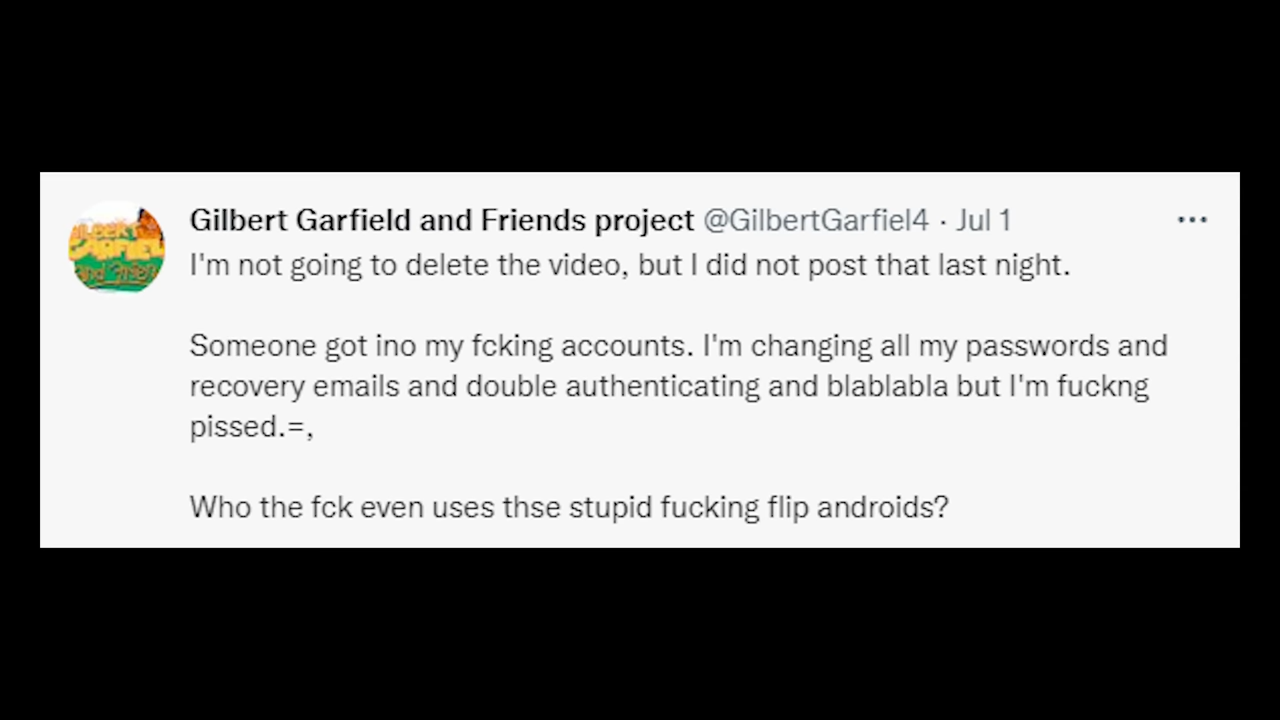 Gilbert Garfield and Friends project @GilbertGarfiel4 · Jul 1
I'm not going to delete the video, but I did not post that last night.
Someone got ino my fcking accounts. I'm changing all my passwords and
recovery emails and double authenticating and blablabla but I'm fuckng
pissed.=,
Who the fck even uses thse stupid fucking flip androids?